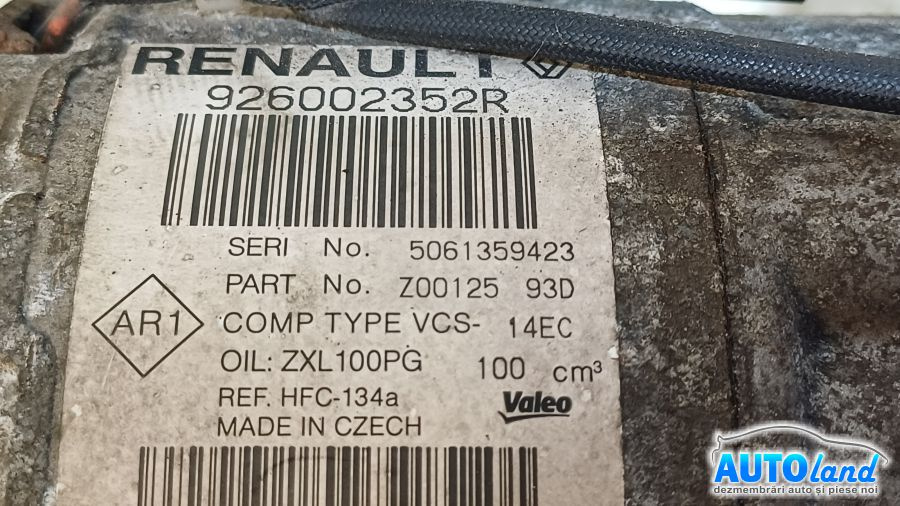 RENAULT
926002352R
SERI No. 5061359423
PART No. Z00125 93D
AR1
COMP TYPE VCS- 14EC
OIL: ZXL100PG 100 cm³
REF. HFC-134a
Valeo
MADE IN CZECH
AUTOland
dezmembrări auto și piese noi